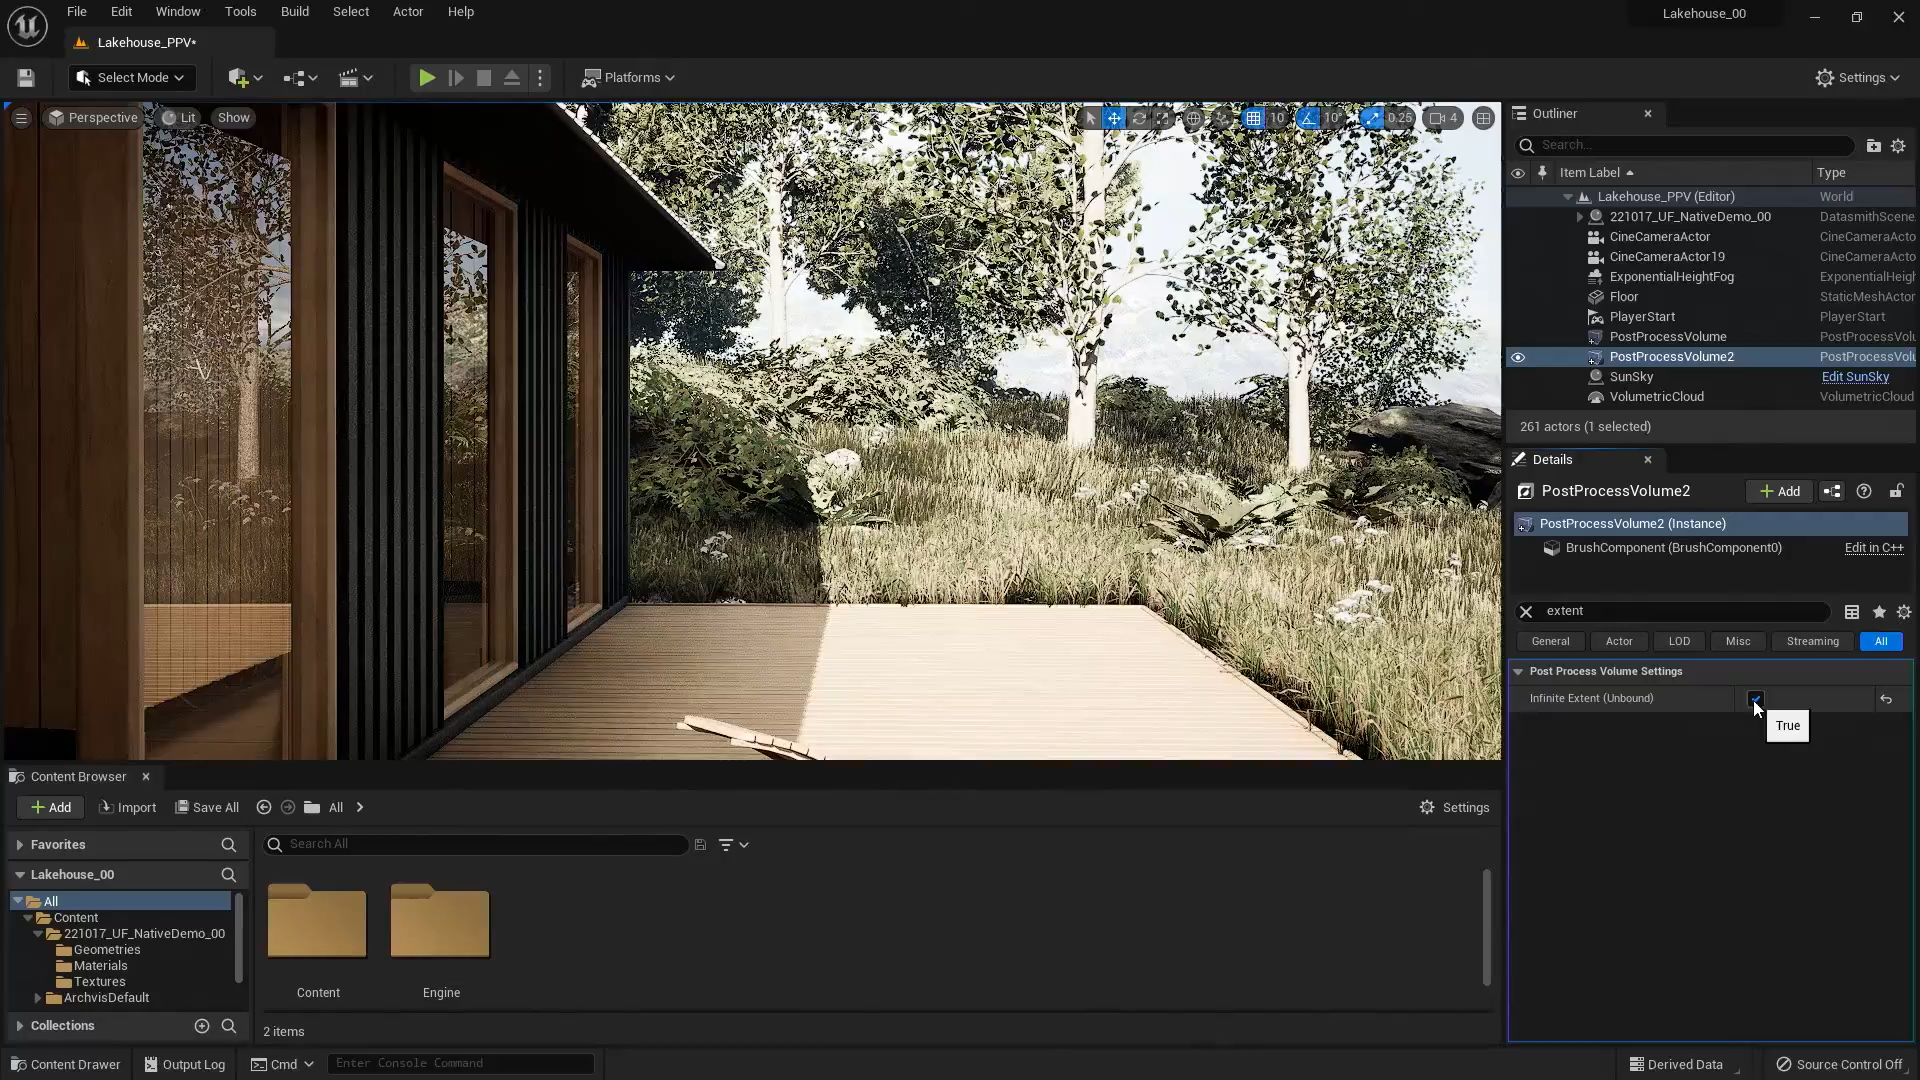 File Edit Window Tools Build Select Actor Help
Lakehouse_00
Lakehouse_PPV*
Select Mode
Platforms
Settings
Perspective Lit Show
10 10° 0.25 4
Outliner
Search...
Item Label Type
Lakehouse_PPV (Editor) World
221017_UF_NativeDemo_00 DatasmithScene
CineCameraActor CineCameraActo
CineCameraActor19 CineCameraActo
ExponentialHeightFog ExponentialHeigh
Floor StaticMeshActor
PlayerStart PlayerStart
PostProcessVolume PostProcessVolu
PostProcessVolume2 PostProcessVolu
SunSky Edit SunSky
VolumetricCloud VolumetricCloud
261 actors (1 selected)
Details
PostProcessVolume2
Add
PostProcessVolume2 (Instance)
BrushComponent (BrushComponent0) Edit in C++
extent
General Actor LOD Misc Streaming All
Post Process Volume Settings
Infinite Extent (Unbound)
True
Content Browser
Add Import Save All All Settings
Favorites
Search All
Lakehouse_00
All
Content
221017_UF_NativeDemo_00
Geometries
Materials
Textures
ArchvisDefault
Collections
Content Engine
2 items
Content Drawer Output Log Cmd Enter Console Command
Derived Data Source Control Off